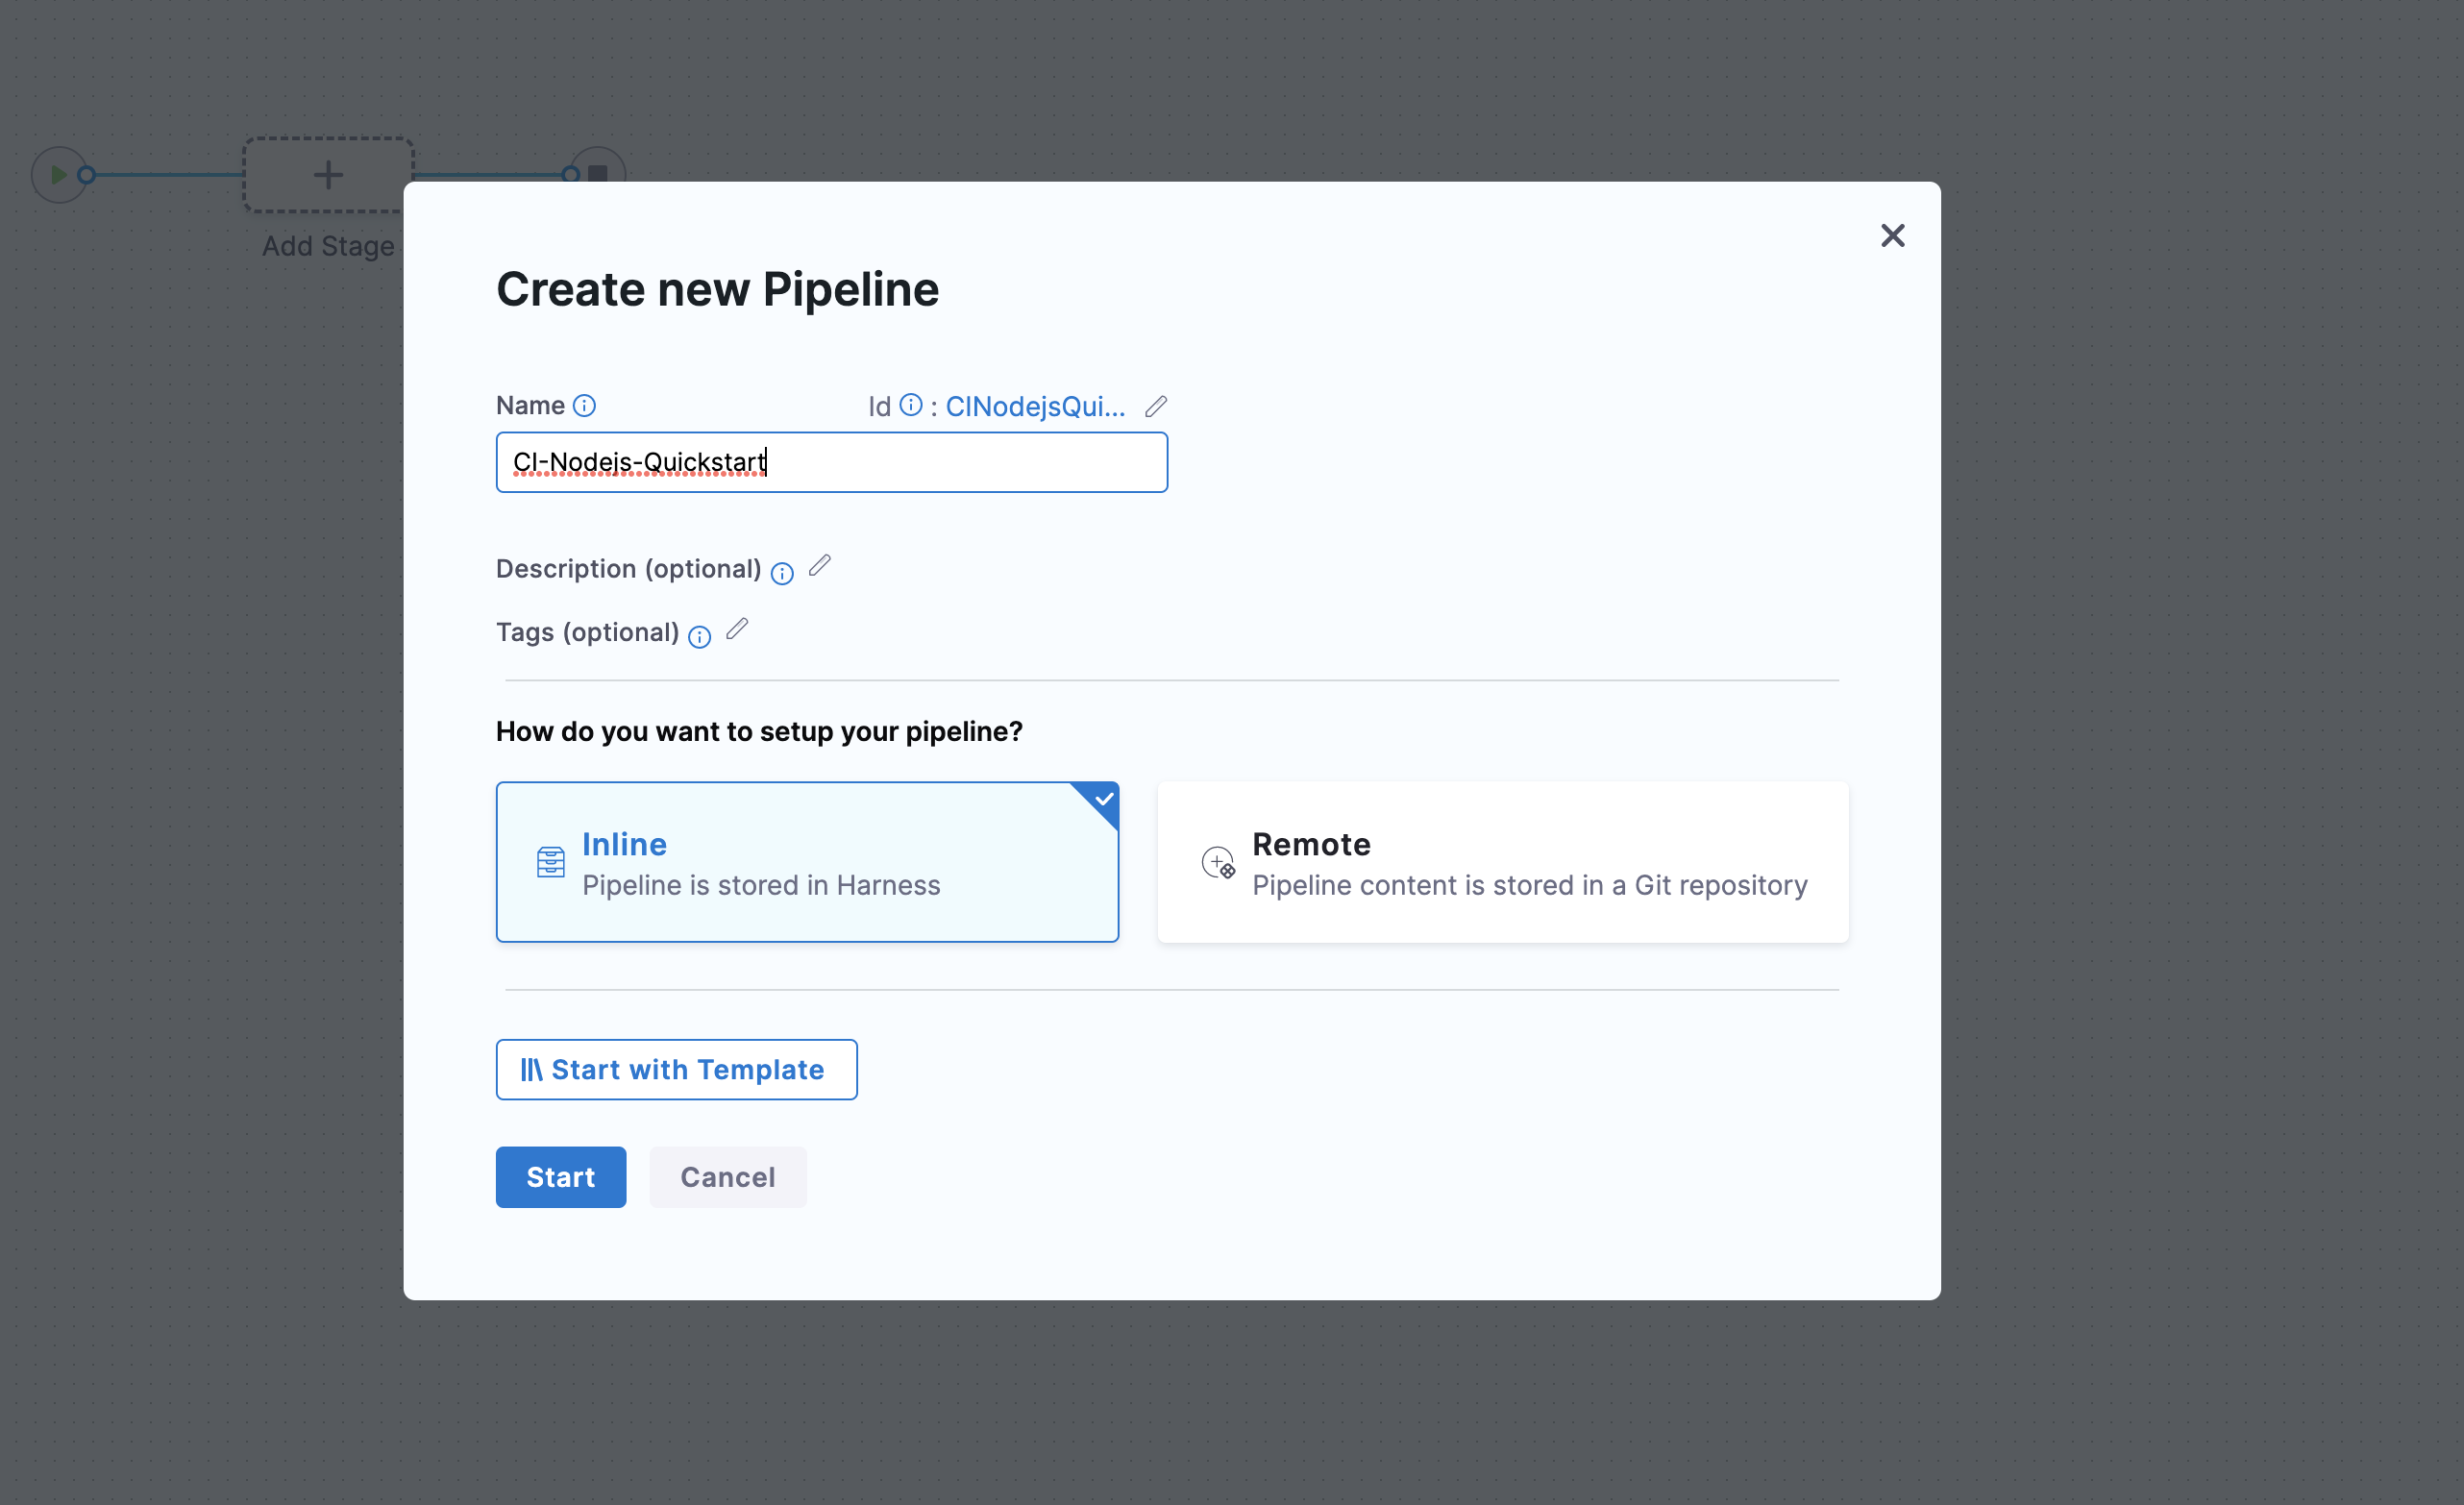 Add Stage
Create new Pipeline
Name Id : CINodejsQui...
CI-Nodejs-Quickstart
Description (optional)
Tags (optional)
How do you want to setup your pipeline?
Inline
Pipeline is stored in Harness
Remote
Pipeline content is stored in a Git repository
Start with Template
Start Cancel